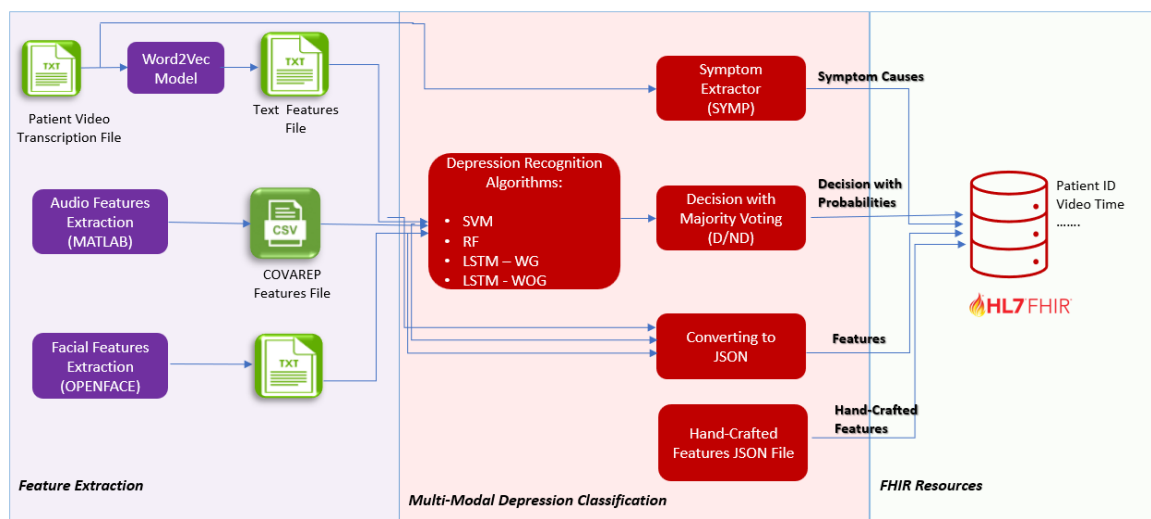 TXT
Patient Video
Transcription File
Word2Vec
Model
TXT
Text Features
File
Audio Features
Extraction
(MATLAB)
CSV
COVAREP
Features File
Facial Features
Extraction
(OPENFACE)
TXT
Feature Extraction
Depression Recognition
Algorithms:
• SVM
• RF
• LSTM – WG
• LSTM - WOG
Symptom
Extractor
(SYMP)
Decision with
Majority Voting
(D/ND)
Converting to
JSON
Hand-Crafted
Features JSON File
Multi-Modal Depression Classification
Symptom Causes
Decision with
Probabilities
Features
Hand-Crafted
Features
Patient ID
Video Time
…….
HL7 FHIR
FHIR Resources